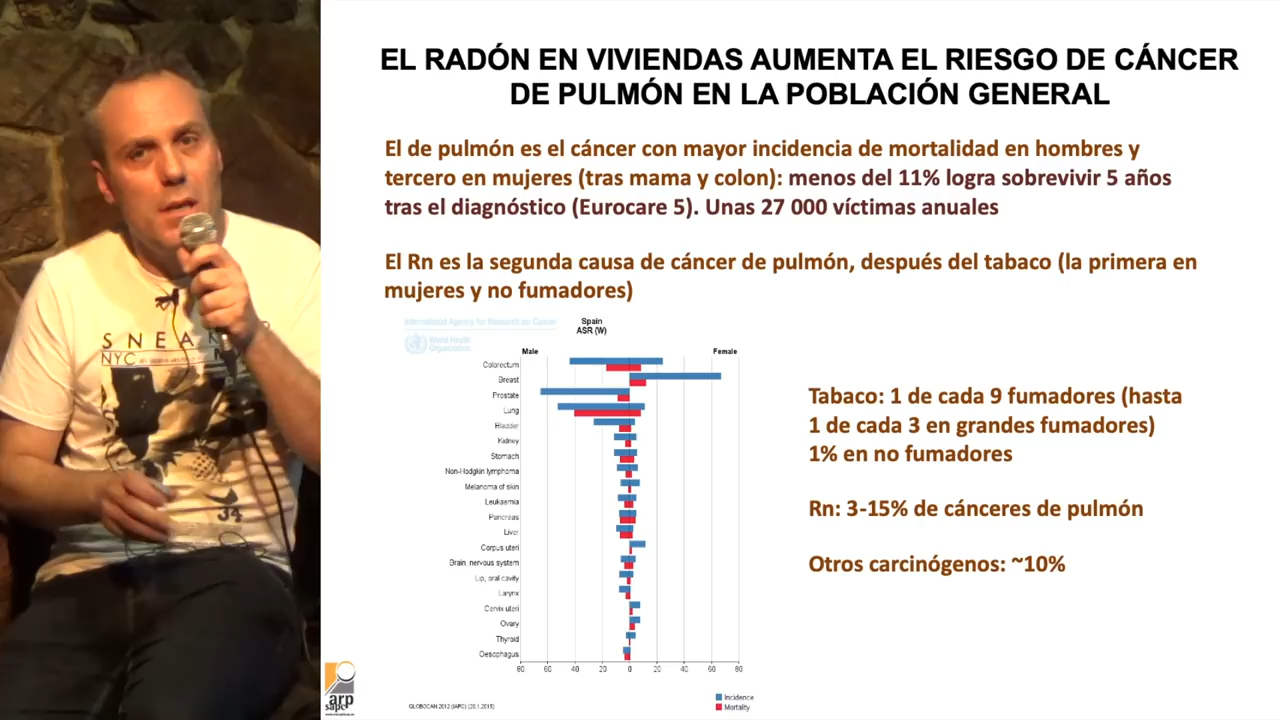 EL RADÓN EN VIVIENDAS AUMENTA EL RIESGO DE CÁNCER
DE PULMÓN EN LA POBLACIÓN GENERAL
El de pulmón es el cáncer con mayor incidencia de mortalidad en hombres y
tercero en mujeres (tras mama y colon): menos del 11% logra sobrevivir 5 años
tras el diagnóstico (Eurocare 5). Unas 27 000 víctimas anuales
El Rn es la segunda causa de cáncer de pulmón, después del tabaco (la primera en
mujeres y no fumadores)
International Agency for Research on Cancer
World Health
Organization
Spain
ASR (W)
Male
Female
Colorectum
Breast
Prostate
Lung
Bladder
Kidney
Stomach
Non-Hodgkin lymphoma
Melanoma of skin
Leukaemia
Pancreas
Liver
Corpus uteri
Brain, nervous system
Lip, oral cavity
Larynx
Cervix uteri
Ovary
Thyroid
Oesophagus
80 60 40 20 0 20 40 60 80
Incidence
Mortality
GLOBOCAN 2012 (IARC) (20.1.2015)
Tabaco: 1 de cada 9 fumadores (hasta
1 de cada 3 en grandes fumadores)
1% en no fumadores
Rn: 3-15% de cánceres de pulmón
Otros carcinógenos: ~10%
arp
sapc
SNEA
NYC
34